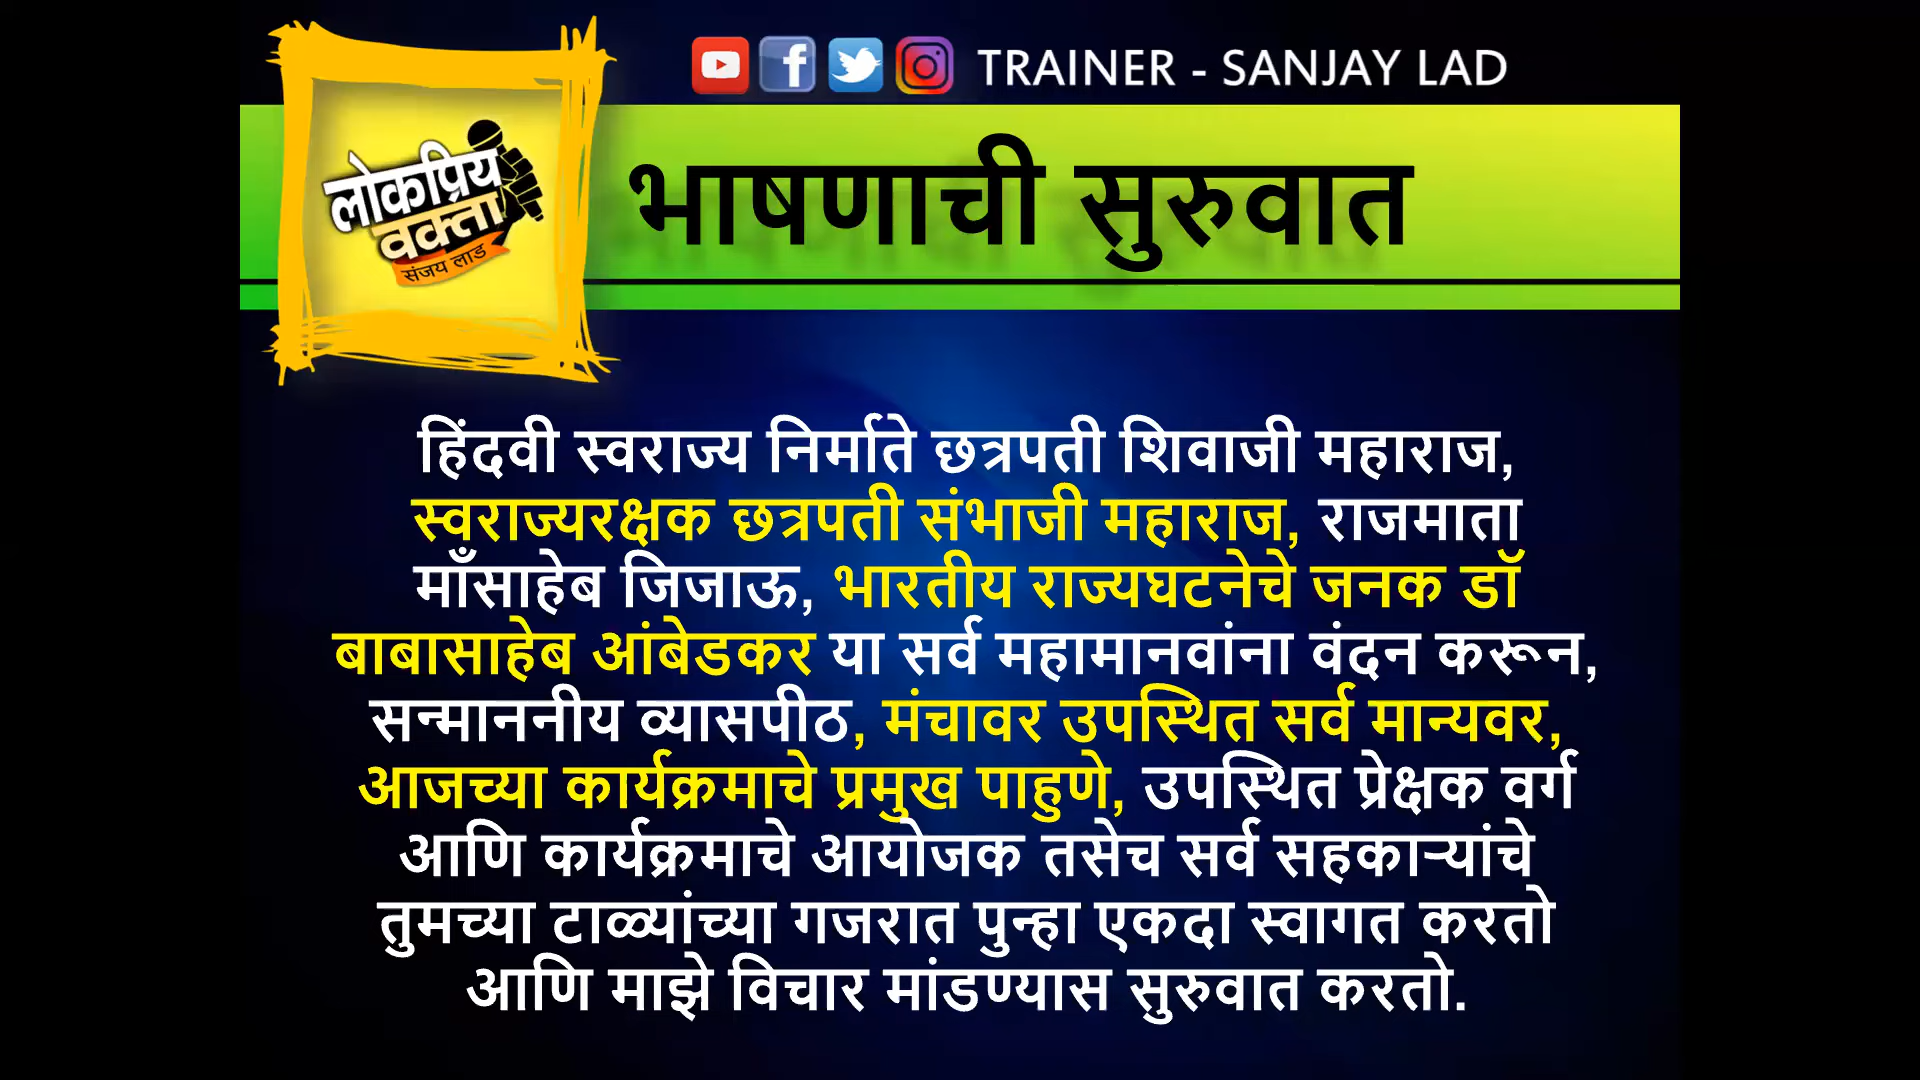 TRAINER - SANJAY LAD
लोकप्रिय
वक्ता
संजय लाड
भाषणाची सुरुवात
हिंदवी स्वराज्य निर्माते छत्रपती शिवाजी महाराज,
स्वराज्यरक्षक छत्रपती संभाजी महाराज, राजमाता
माँसाहेब जिजाऊ, भारतीय राज्यघटनेचे जनक डॉ
बाबासाहेब आंबेडकर या सर्व महामानवांना वंदन करून,
सन्माननीय व्यासपीठ, मंचावर उपस्थित सर्व मान्यवर,
आजच्या कार्यक्रमाचे प्रमुख पाहुणे, उपस्थित प्रेक्षक वर्ग
आणि कार्यक्रमाचे आयोजक तसेच सर्व सहकाऱ्यांचे
तुमच्या टाळ्यांच्या गजरात पुन्हा एकदा स्वागत करतो
आणि माझे विचार मांडण्यास सुरुवात करतो.